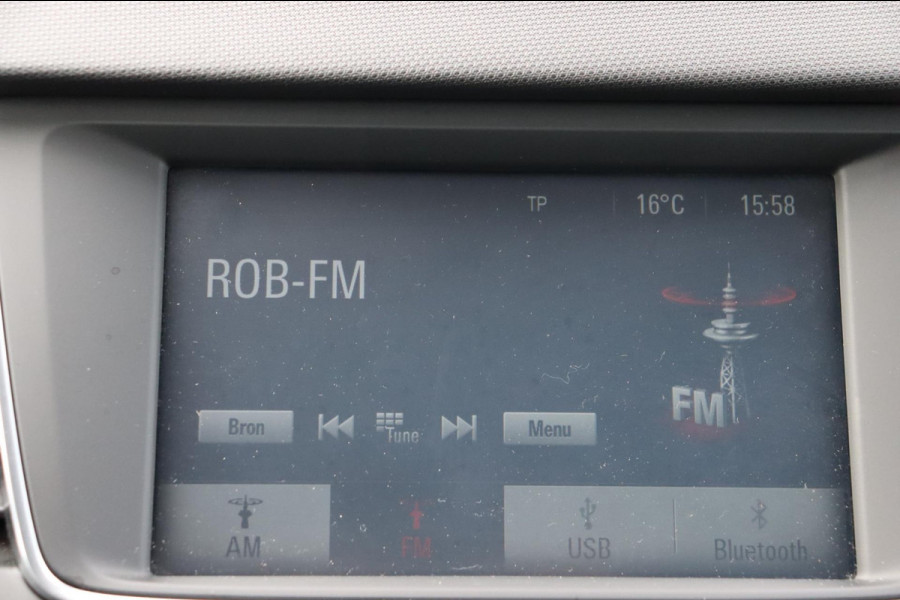 TP 16°C 15:58
ROB-FM
FM
Bron Tune Menu
AM FM USB Bluetooth